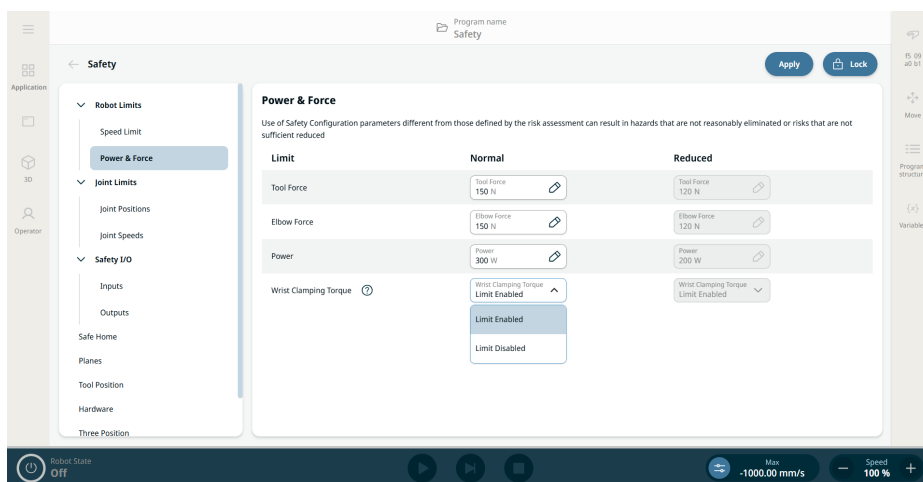 Program name
Safety
f5 09
a0 b1
Safety
Apply
Lock
Application
3D
Operator
Move
Program
structur
{x}
Variable
Robot Limits
Speed Limit
Power & Force
Joint Limits
Joint Positions
Joint Speeds
Safety I/O
Inputs
Outputs
Safe Home
Planes
Tool Position
Hardware
Three Position
Power & Force
Use of Safety Configuration parameters different from those defined by the risk assessment can result in hazards that are not reasonably eliminated or risks that are not
sufficient reduced
Limit Normal Reduced
Tool Force
Tool Force
150 N
Tool Force
120 N
Elbow Force
Elbow Force
150 N
Elbow Force
120 N
Power
Power
300 W
Power
200 W
Wrist Clamping Torque ?
Wrist Clamping Torque
Limit Enabled
Wrist Clamping Torque
Limit Enabled
Limit Enabled
Limit Disabled
Robot State
Off
Max
-1000.00 mm/s
Speed
100 %